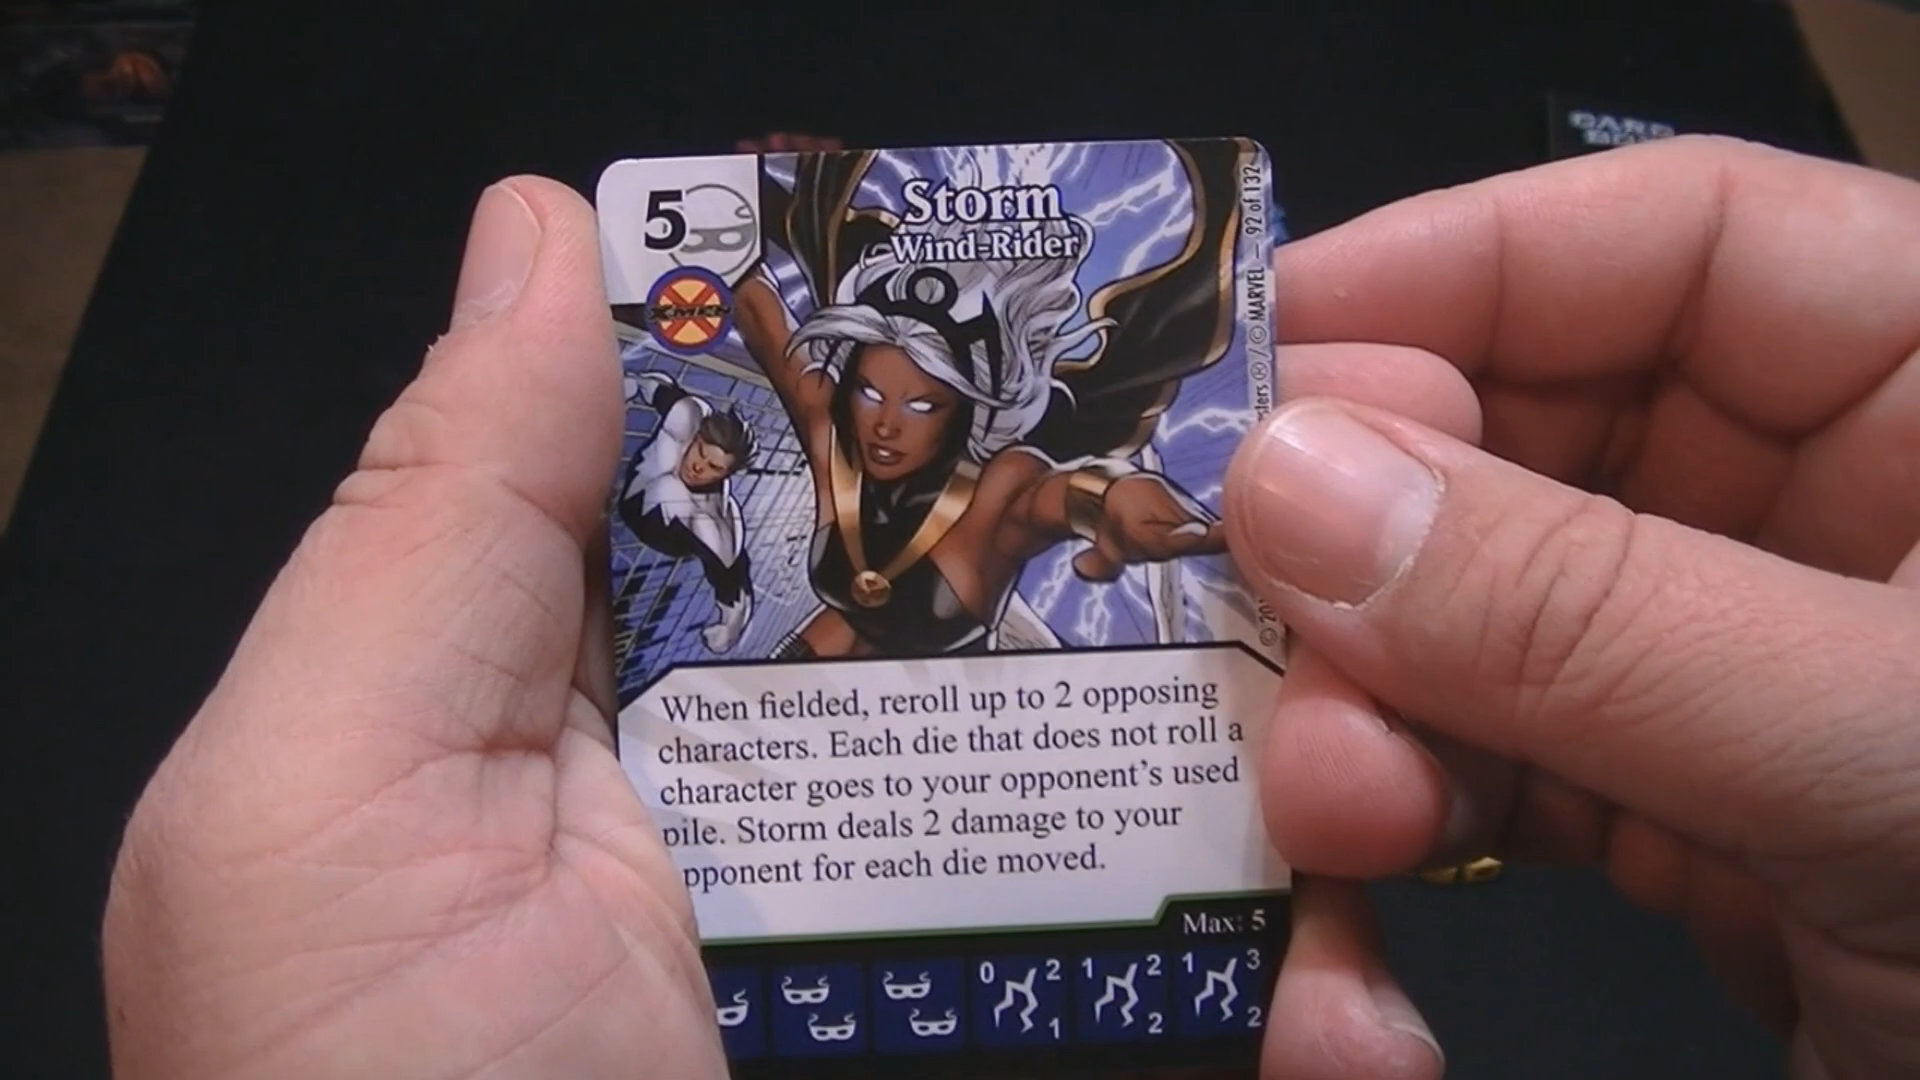 5
Storm
Wind-Rider
X-MEN
When fielded, reroll up to 2 opposing
characters. Each die that does not roll a
character goes to your opponent's used
pile. Storm deals 2 damage to your
pponent for each die moved.
Max: 5
0 2 1
1 2 2
1 3 2
© MARVEL — 92 of 132
CARD